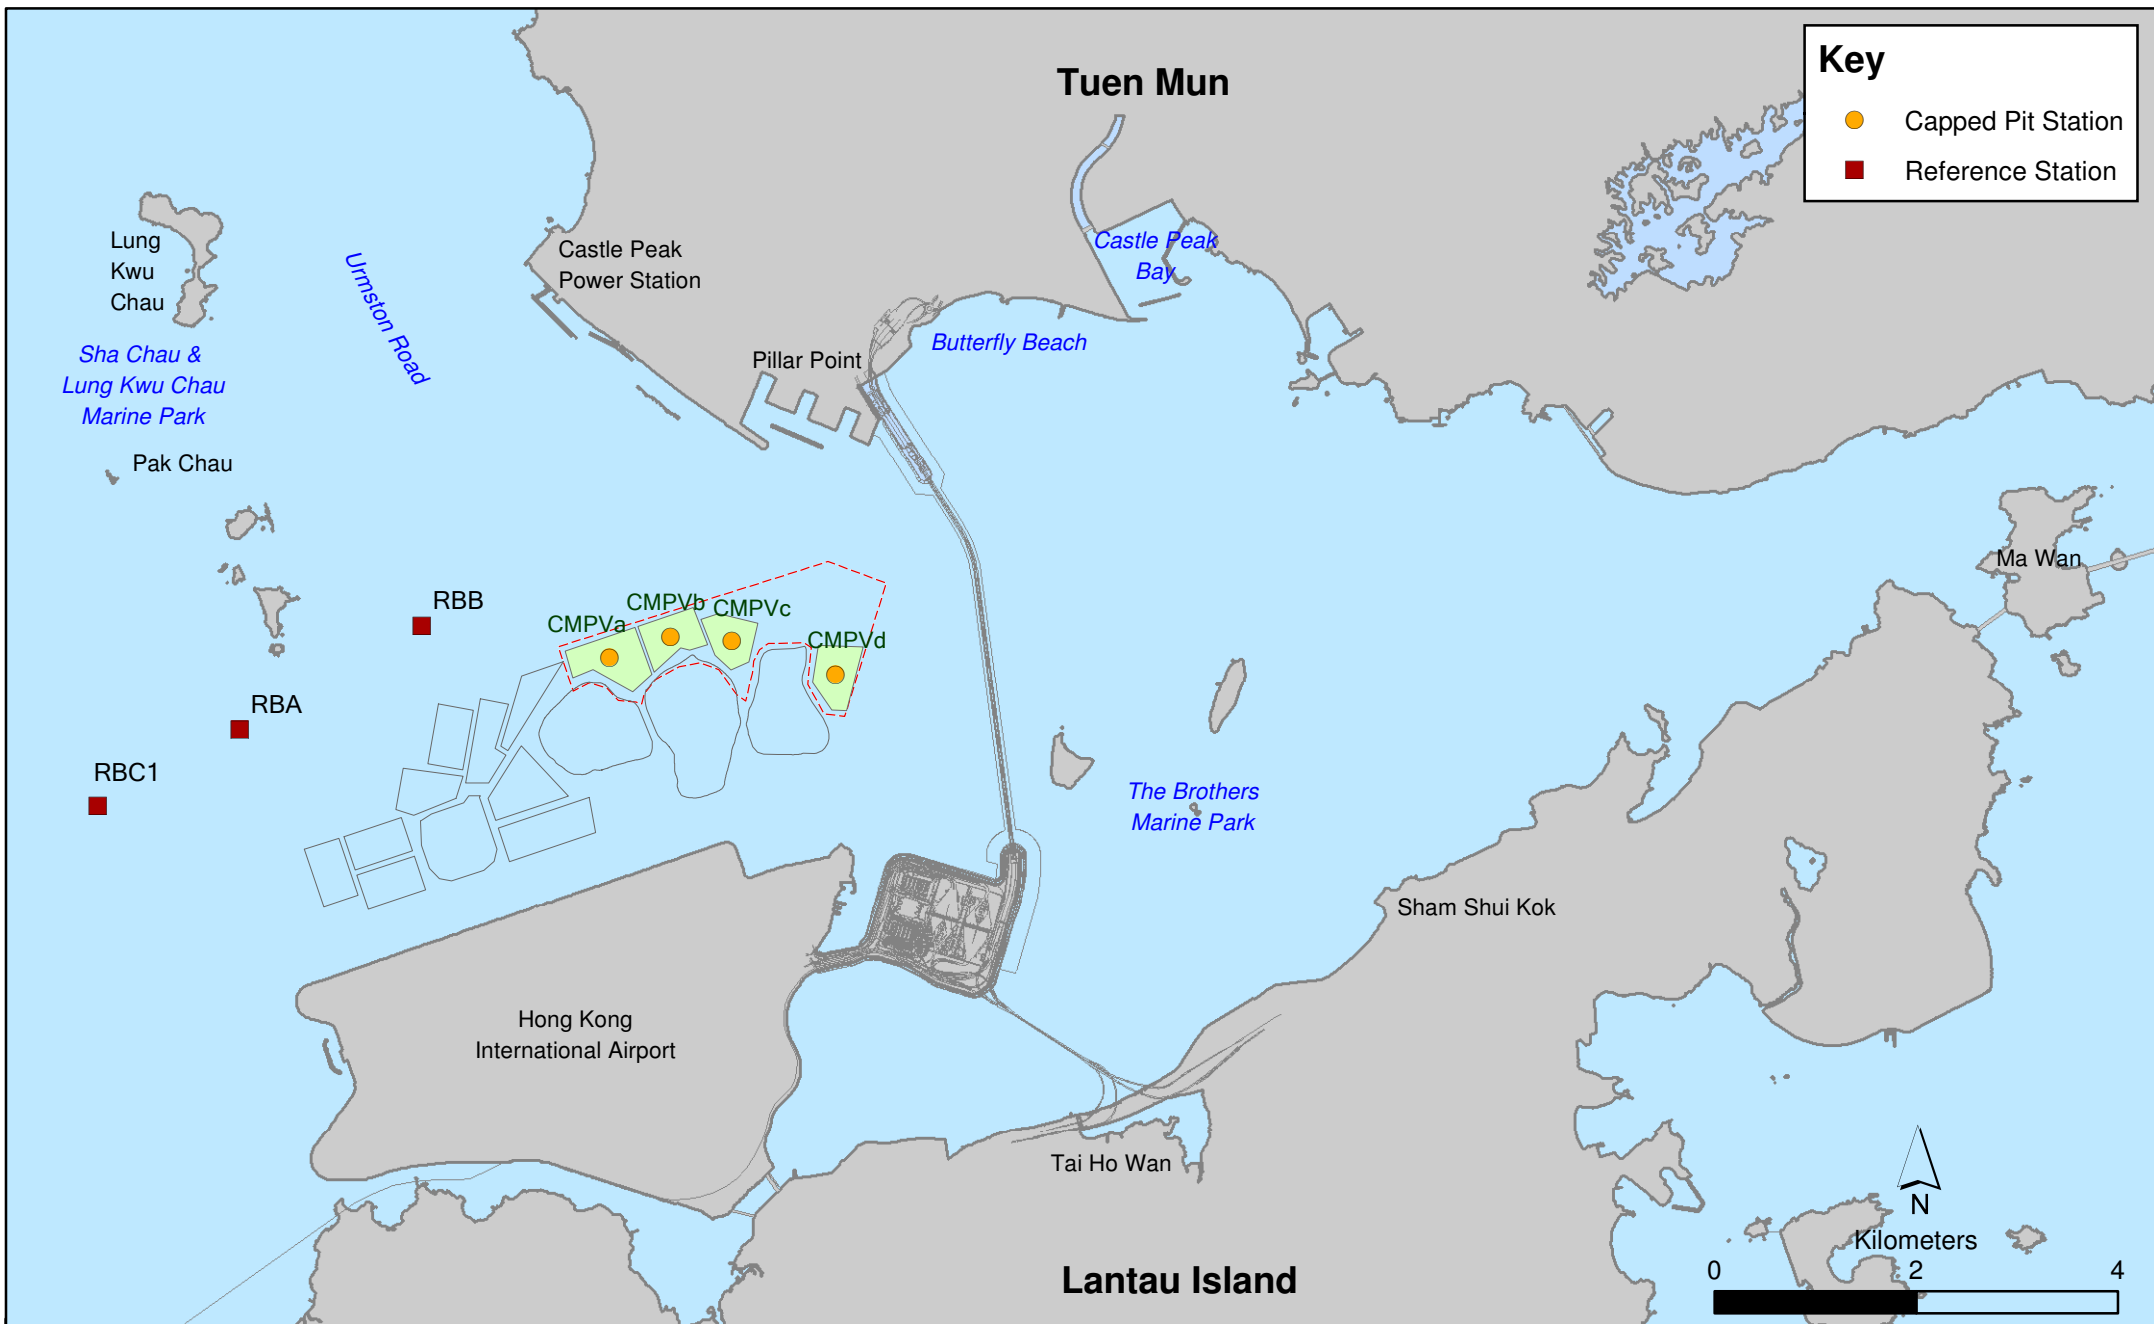 Key
Capped Pit Station
Reference Station
Tuen Mun
Lung
Kwu
Chau
Urmston Road
Castle Peak
Power Station
Castle Peak
Bay
Sha Chau &
Lung Kwu Chau
Marine Park
Pillar Point
Butterfly Beach
Pak Chau
Ma Wan
RBB
CMPVa
CMPVb
CMPVc
CMPVd
RBA
RBC1
The Brothers
Marine Park
Sham Shui Kok
Hong Kong
International Airport
Tai Ho Wan
Lantau Island
N
Kilometers
0 2 4